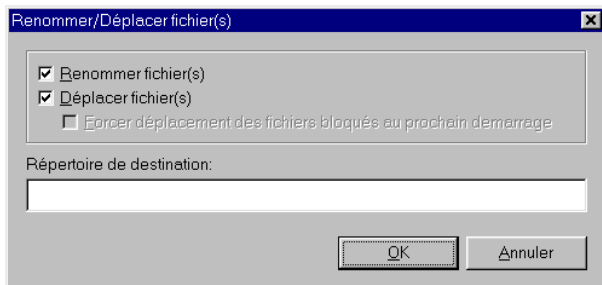 Renommer/Déplacer fichier(s)
Renommer fichier(s)
Déplacer fichier(s)
Forcer déplacement des fichiers bloqués au prochain demarrage
Répertoire de destination:
OK
Annuler